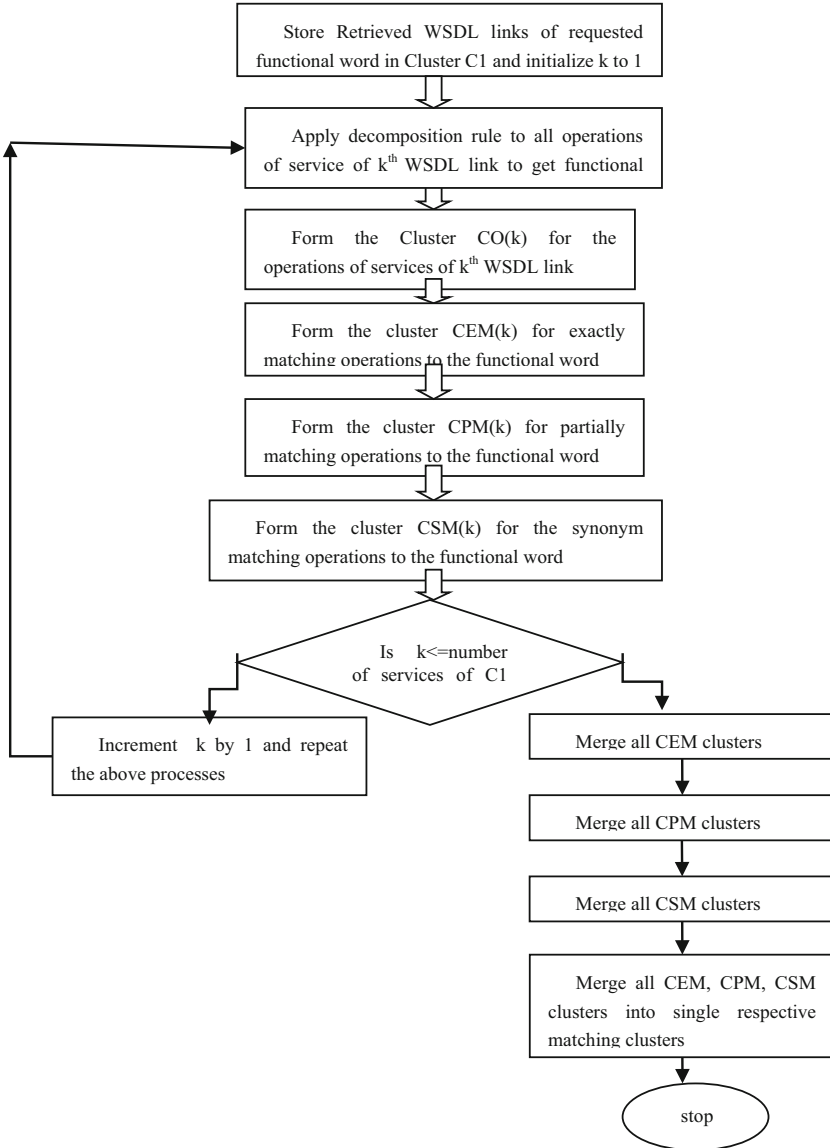 Store Retrieved WSDL links of requested
functional word in Cluster C1 and initialize k to 1
Apply decomposition rule to all operations
of service of kth WSDL link to get functional
Form the Cluster CO(k) for the
operations of services of kth WSDL link
Form the cluster CEM(k) for exactly
matching operations to the functional word
Form the cluster CPM(k) for partially
matching operations to the functional word
Form the cluster CSM(k) for the synonym
matching operations to the functional word
Is k<=number
of services of C1
Increment k by 1 and repeat
the above processes
Merge all CEM clusters
Merge all CPM clusters
Merge all CSM clusters
Merge all CEM, CPM, CSM
clusters into single respective
matching clusters
stop